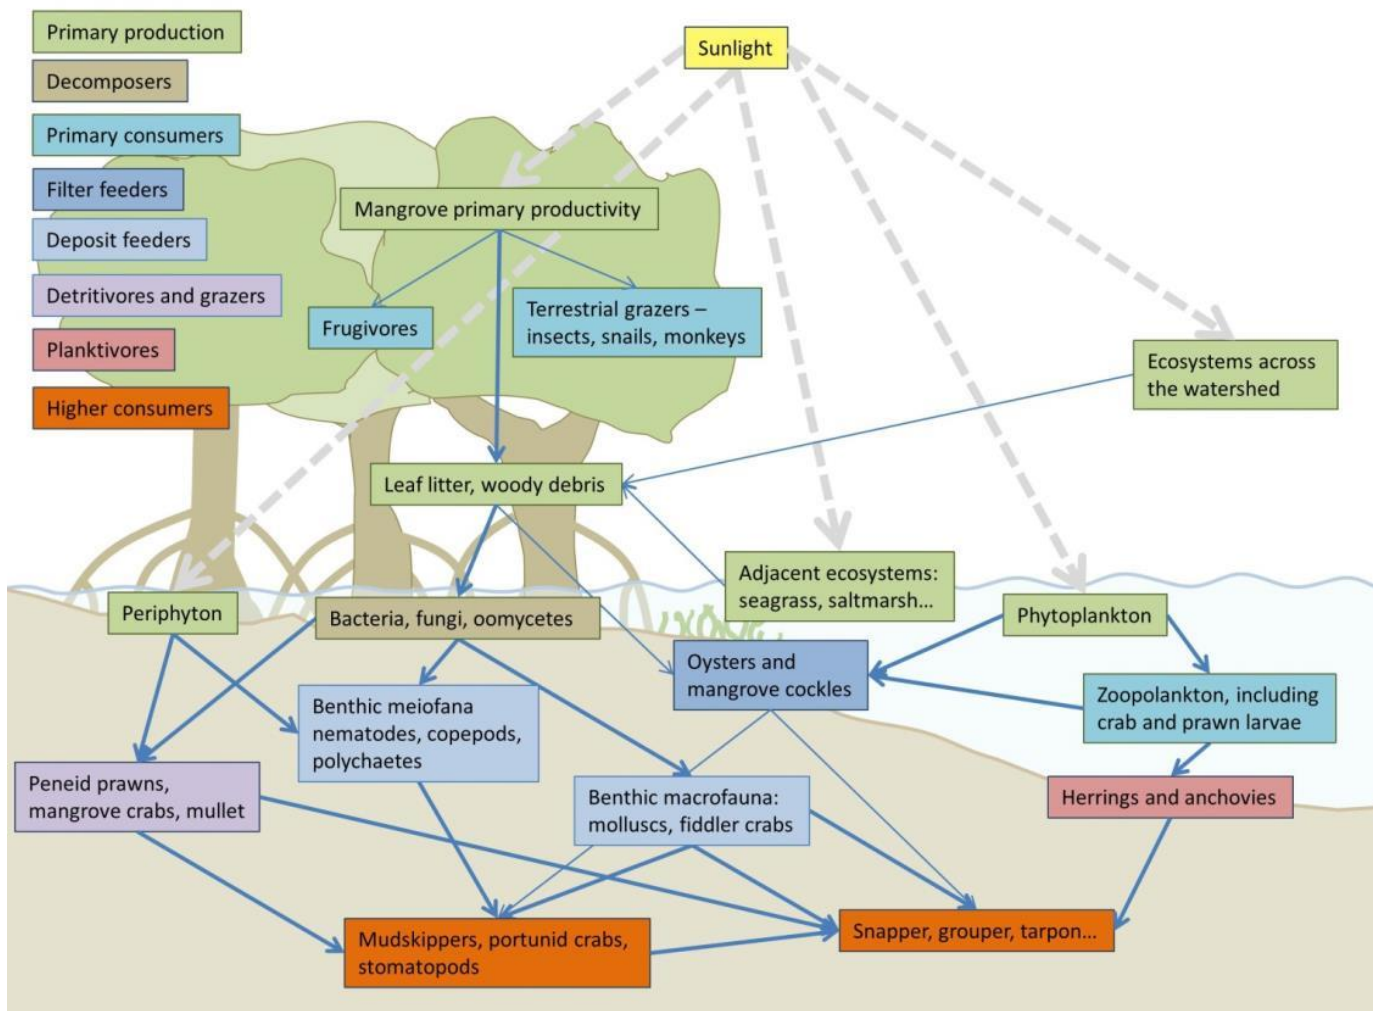 Primary production
Decomposers
Primary consumers
Filter feeders
Deposit feeders
Detritivores and grazers
Planktivores
Higher consumers
Sunlight
Mangrove primary productivity
Frugivores
Terrestrial grazers –
insects, snails, monkeys
Ecosystems across
the watershed
Leaf litter, woody debris
Adjacent ecosystems:
seagrass, saltmarsh...
Periphyton
Bacteria, fungi, oomycetes
Phytoplankton
Oysters and
mangrove cockles
Zoopolankton, including
crab and prawn larvae
Benthic meiofana
nematodes, copepods,
polychaetes
Peneid prawns,
mangrove crabs, mullet
Benthic macrofauna:
molluscs, fiddler crabs
Herrings and anchovies
Mudskippers, portunid crabs,
stomatopods
Snapper, grouper, tarpon...